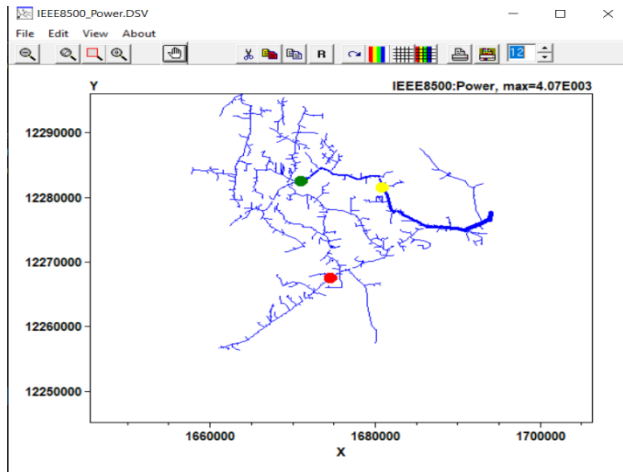 IEEE8500_Power.DSV
File Edit View About
R
12
Y
IEEE8500:Power, max=4.07E003
12290000
12280000
12270000
12260000
12250000
1660000 1680000 1700000
X